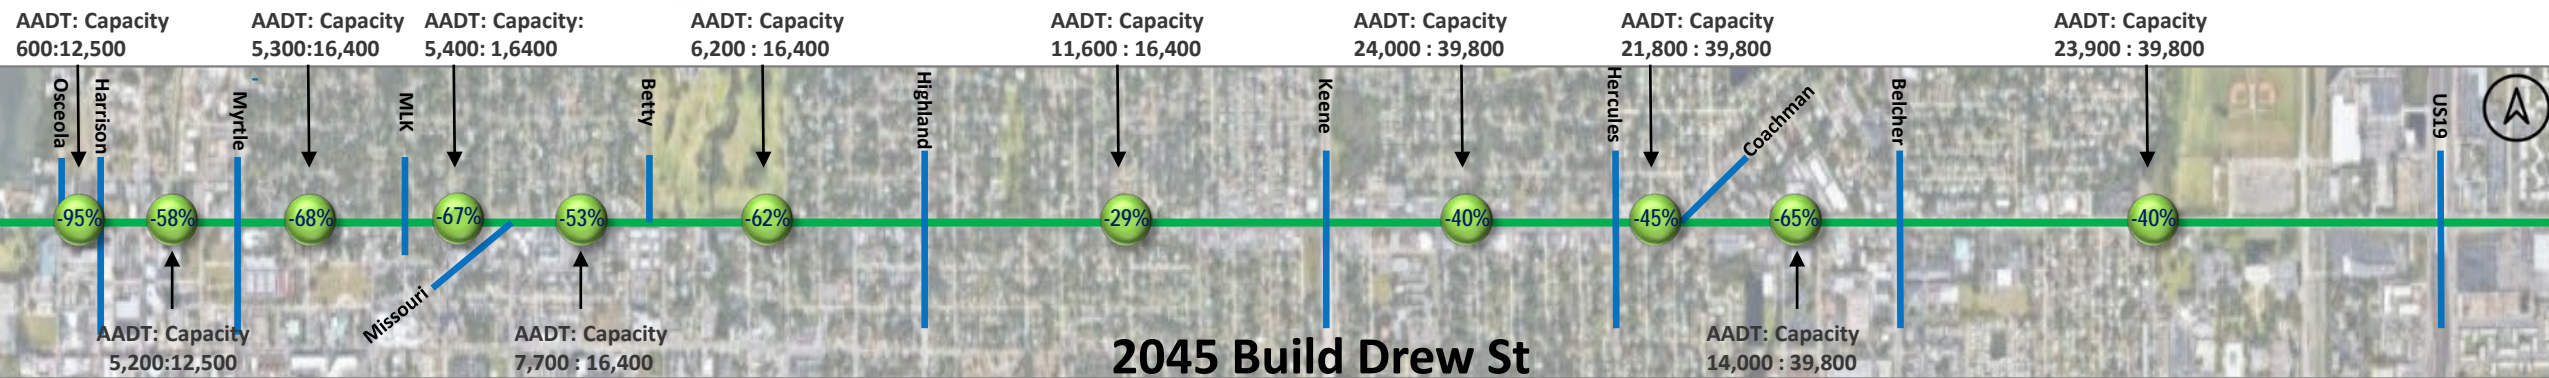 AADT: Capacity
600:12,500
AADT: Capacity
5,300:16,400
AADT: Capacity:
5,400: 1,6400
AADT: Capacity
6,200 : 16,400
AADT: Capacity
11,600 : 16,400
AADT: Capacity
24,000 : 39,800
AADT: Capacity
21,800 : 39,800
AADT: Capacity
23,900 : 39,800
Osceola
Harrison
Myrtle
MLK
Missouri
Betty
Highland
Keene
Hercules
Coachman
Belcher
US19
-95%
-58%
-68%
-67%
-53%
-62%
-29%
-40%
-45%
-65%
-40%
AADT: Capacity
5,200:12,500
AADT: Capacity
7,700 : 16,400
2045 Build Drew St
AADT: Capacity
14,000 : 39,800